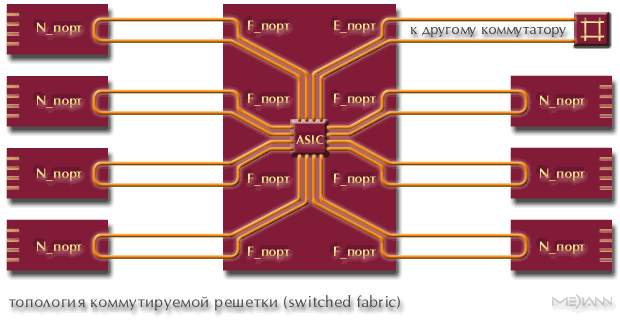 N_порт F_порт E_порт к другому коммутатору
N_порт F_порт F_порт N_порт
ASIC
N_порт F_порт F_порт N_порт
N_порт F_порт F_порт N_порт
топология коммутируемой решетки (switched fabric)